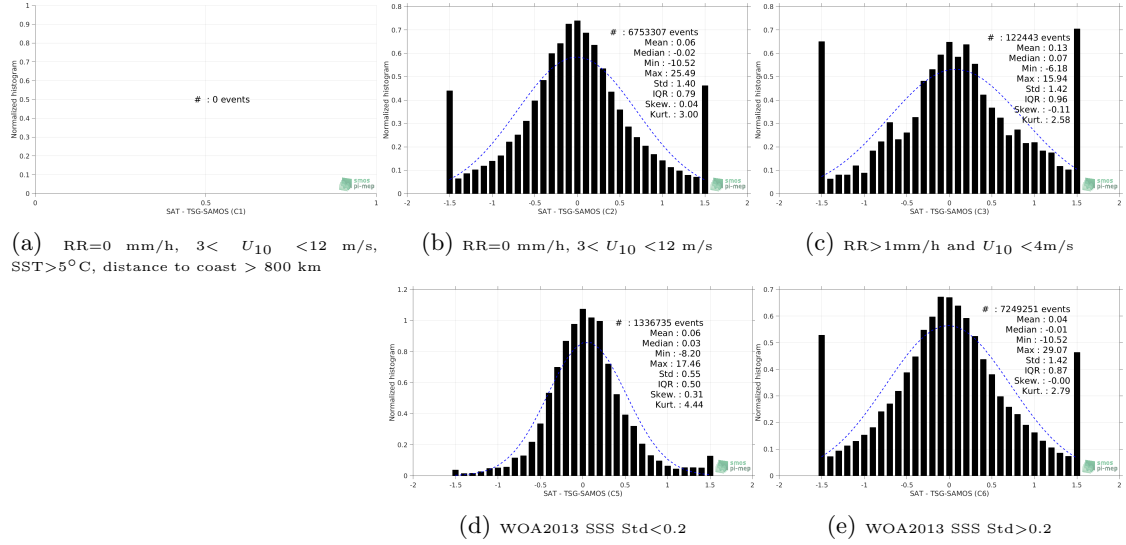 1
0.9
0.8
0.7
0.6
0.5
0.4
0.3
0.2
0.1
0
Normalized histogram
# : 0 events
smos
pi-mep
0 0.5 1
SAT - TSG-SAMOS (C1)
(a) RR=0 mm/h, 3< U10 <12 m/s,
SST>5°C, distance to coast > 800 km
0.8
0.7
0.6
0.5
0.4
0.3
0.2
0.1
0
Normalized histogram
# : 6753307 events
Mean : 0.06
Median : -0.02
Min : -10.52
Max : 25.49
Std : 1.40
IQR : 0.79
Skew. : 0.04
Kurt. : 3.00
smos
pi-mep
-2 -1.5 -1 -0.5 0 0.5 1 1.5 2
SAT - TSG-SAMOS (C2)
(b) RR=0 mm/h, 3< U10 <12 m/s
0.8
0.7
0.6
0.5
0.4
0.3
0.2
0.1
0
Normalized histogram
# : 122443 events
Mean : 0.13
Median : 0.07
Min : -6.18
Max : 15.94
Std : 1.42
IQR : 0.96
Skew. : -0.11
Kurt. : 2.58
smos
pi-mep
-2 -1.5 -1 -0.5 0 0.5 1 1.5 2
SAT - TSG-SAMOS (C3)
(c) RR>1mm/h and U10 <4m/s
1.2
1
0.8
0.6
0.4
0.2
0
Normalized histogram
# : 1336735 events
Mean : 0.06
Median : 0.03
Min : -8.20
Max : 17.46
Std : 0.55
IQR : 0.50
Skew. : 0.31
Kurt. : 4.44
smos
pi-mep
-2 -1.5 -1 -0.5 0 0.5 1 1.5 2
SAT - TSG-SAMOS (C5)
(d) WOA2013 SSS Std<0.2
0.7
0.6
0.5
0.4
0.3
0.2
0.1
0
Normalized histogram
# : 7249251 events
Mean : 0.04
Median : -0.01
Min : -10.52
Max : 29.07
Std : 1.42
IQR : 0.87
Skew. : -0.00
Kurt. : 2.79
smos
pi-mep
-2 -1.5 -1 -0.5 0 0.5 1 1.5 2
SAT - TSG-SAMOS (C6)
(e) WOA2013 SSS Std>0.2